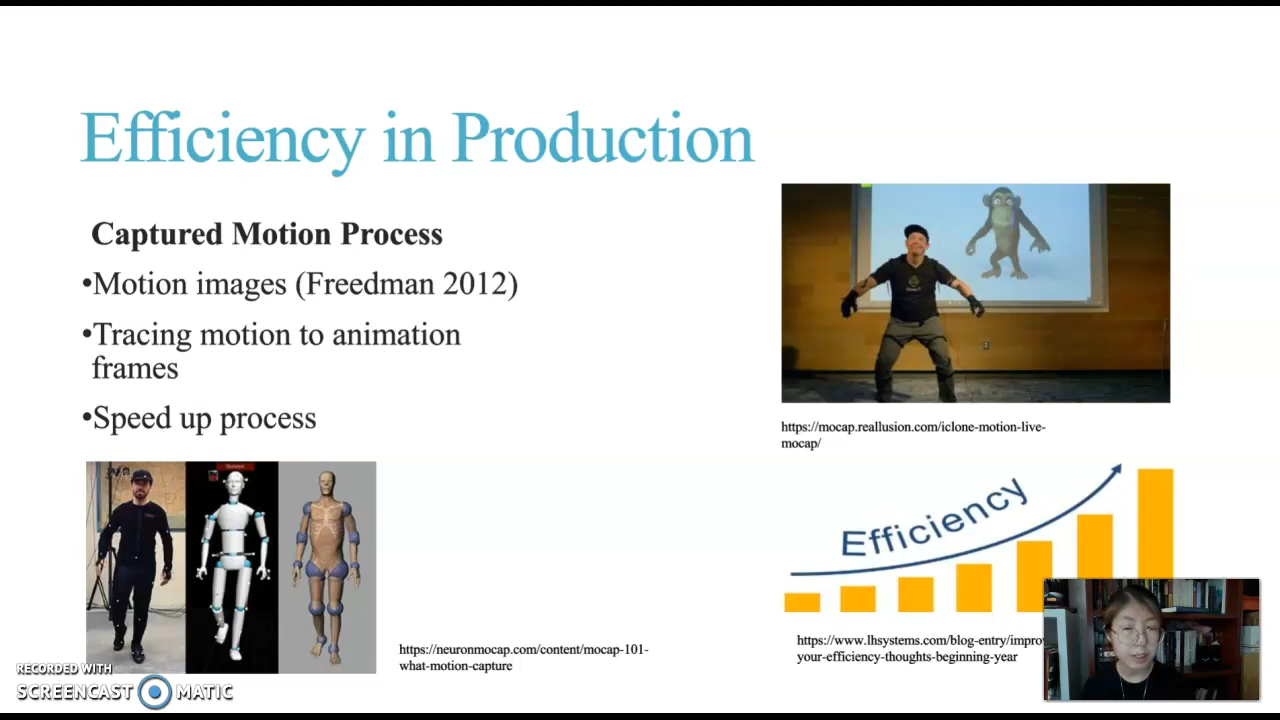 Efficiency in Production
Captured Motion Process
•Motion images (Freedman 2012)
•Tracing motion to animation
frames
•Speed up process
https://mocap.reallusion.com/iclone-motion-live-
mocap/
Efficiency
https://neuronmocap.com/content/mocap-101-
what-motion-capture
https://www.lhsystems.com/blog-entry/improv
your-efficiency-thoughts-beginning-year
RECORDED WITH
SCREENCAST MATIC